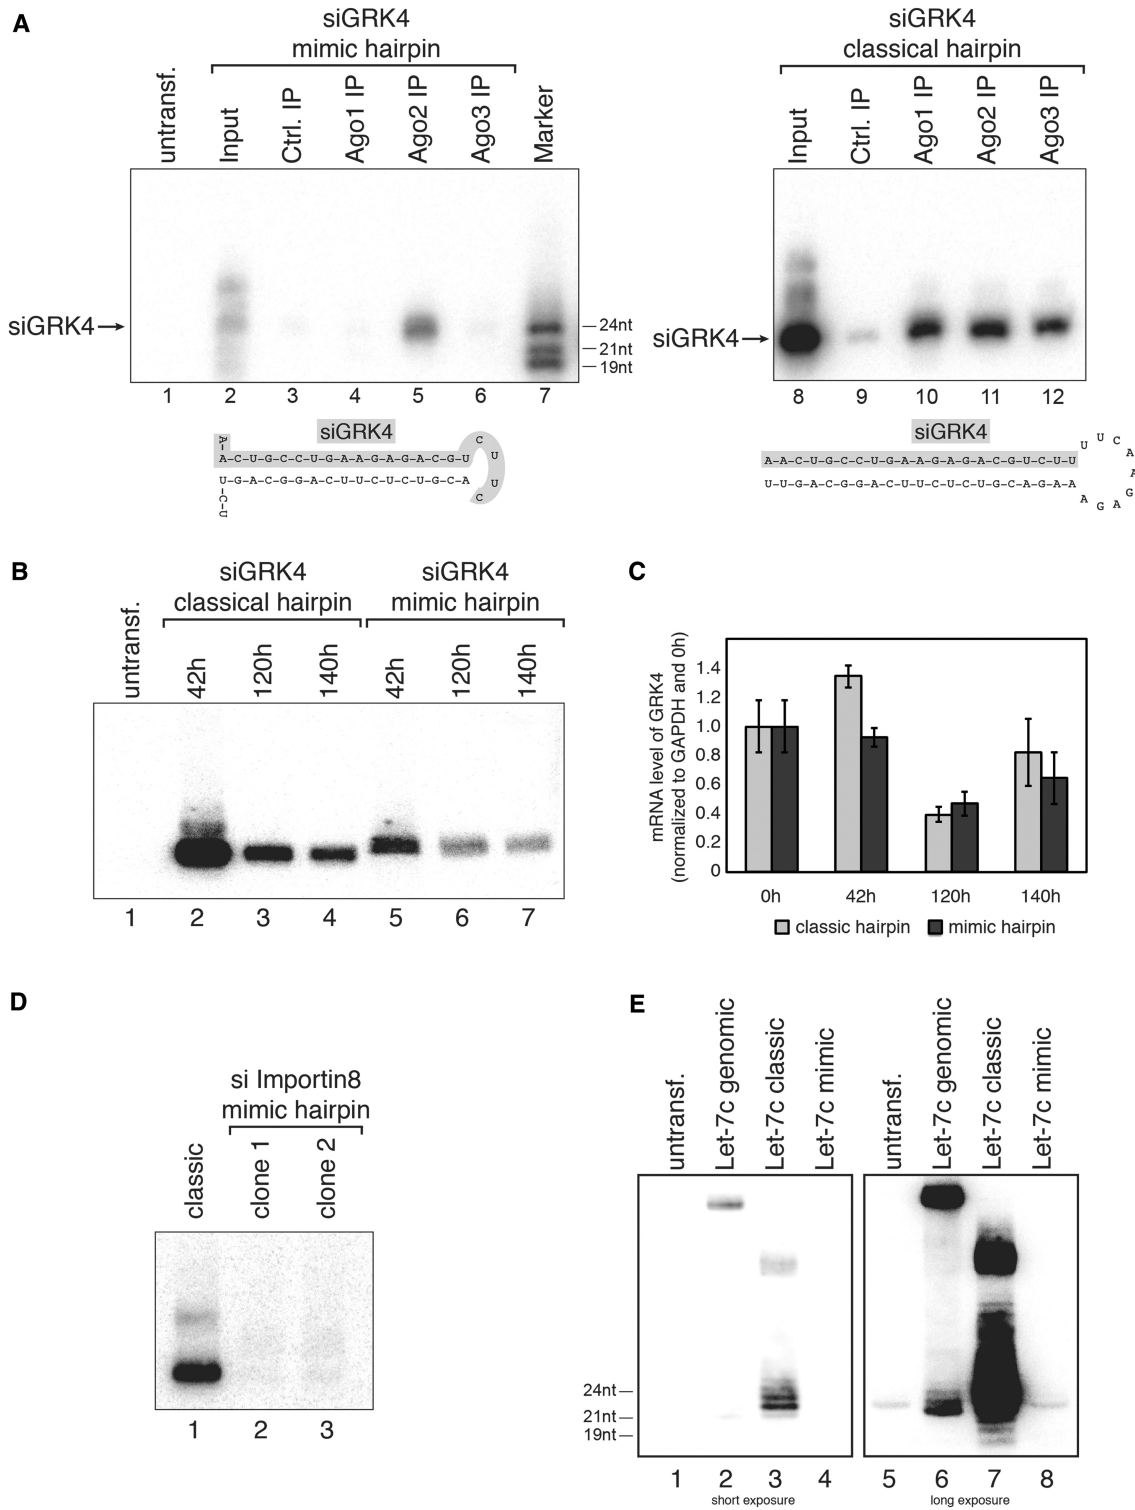 A
siGRK4
mimic hairpin
untransf.
Input
Ctrl. IP
Ago1 IP
Ago2 IP
Ago3 IP
Marker
siGRK4
24nt
21nt
19nt
1 2 3 4 5 6 7
siGRK4
A-
A-C-U-G-C-C-U-G-A-A-G-A-G-A-C-G-U C U U C
U-G-A-C-G-G-A-C-U-U-C-U-C-U-G-C-A
-C-U
siGRK4
classical hairpin
Input
Ctrl. IP
Ago1 IP
Ago2 IP
Ago3 IP
siGRK4
8 9 10 11 12
siGRK4
A-A-C-U-G-C-C-U-G-A-A-G-A-G-A-C-G-U-C-U-U U U C A A G A G A
U-U-G-A-C-G-G-A-C-U-U-C-U-C-U-G-C-A-G-A-A
B
siGRK4
classical hairpin
siGRK4
mimic hairpin
untransf.
42h
120h
140h
42h
120h
140h
1 2 3 4 5 6 7
C
mRNA level of GRK4
(normalized to GAPDH and 0h)
1.4
1.2
1.0
0.8
0.6
0.4
0.2
0
0h 42h 120h 140h
classic hairpin mimic hairpin
D
si Importin8
mimic hairpin
classic
clone 1
clone 2
1 2 3
E
untransf.
Let-7c genomic
Let-7c classic
Let-7c mimic
untransf.
Let-7c genomic
Let-7c classic
Let-7c mimic
24nt
21nt
19nt
1 2 3 4 5 6 7 8
short exposure
long exposure